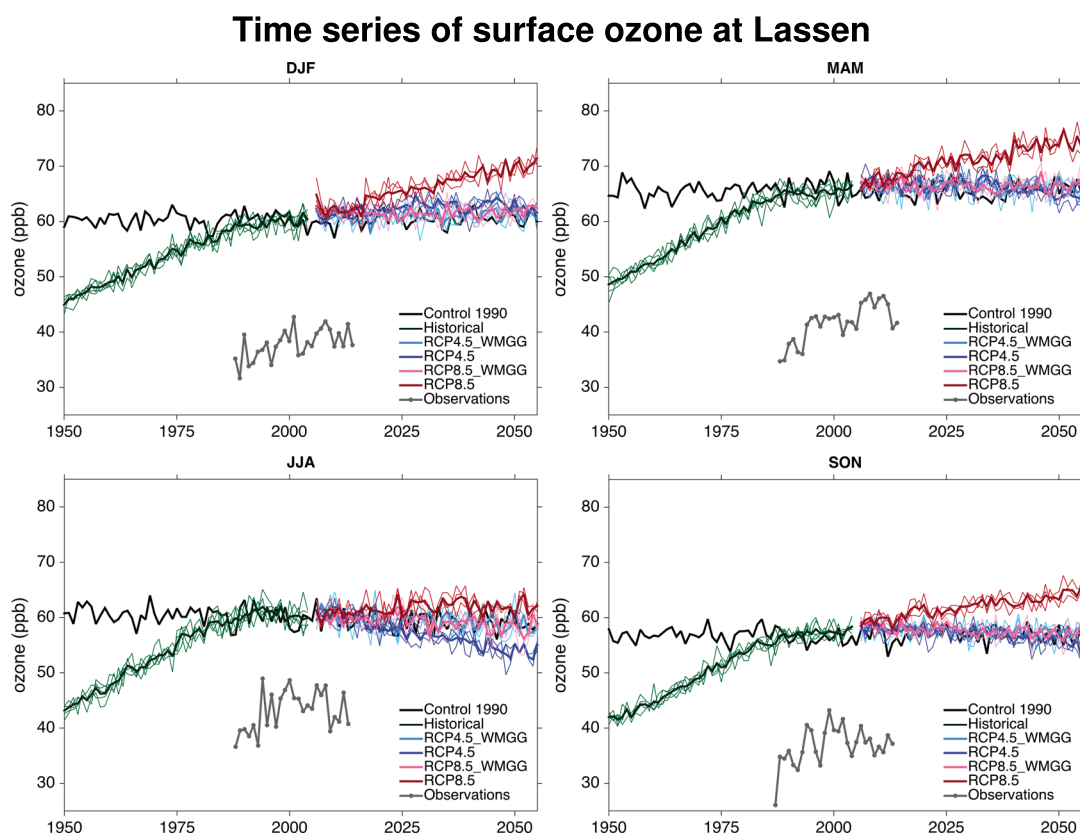 Time series of surface ozone at Lassen
DJF
ozone (ppb)
80
70
60
50
40
30
1950
1975
2000
2025
2050
Control 1990
Historical
RCP4.5_WMGG
RCP4.5
RCP8.5_WMGG
RCP8.5
Observations
MAM
ozone (ppb)
80
70
60
50
40
30
1950
1975
2000
2025
2050
Control 1990
Historical
RCP4.5_WMGG
RCP4.5
RCP8.5_WMGG
RCP8.5
Observations
JJA
ozone (ppb)
80
70
60
50
40
30
1950
1975
2000
2025
2050
Control 1990
Historical
RCP4.5_WMGG
RCP4.5
RCP8.5_WMGG
RCP8.5
Observations
SON
ozone (ppb)
80
70
60
50
40
30
1950
1975
2000
2025
2050
Control 1990
Historical
RCP4.5_WMGG
RCP4.5
RCP8.5_WMGG
RCP8.5
Observations